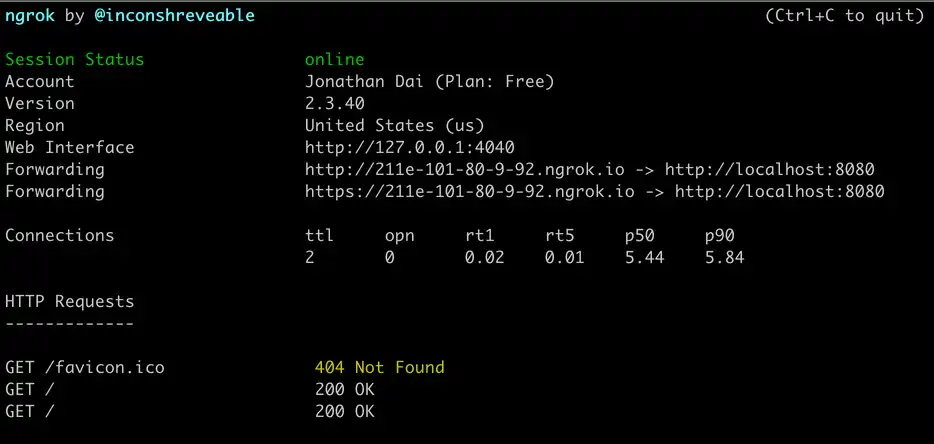 ngrok by @inconshreveable (Ctrl+C to quit)
Session Status online
Account Jonathan Dai (Plan: Free)
Version 2.3.40
Region United States (us)
Web Interface http://127.0.0.1:4040
Forwarding http://211e-101-80-9-92.ngrok.io -> http://localhost:8080
Forwarding https://211e-101-80-9-92.ngrok.io -> http://localhost:8080
Connections ttl opn rt1 rt5 p50 p90
2 0 0.02 0.01 5.44 5.84
HTTP Requests
-------------
GET /favicon.ico 404 Not Found
GET / 200 OK
GET / 200 OK